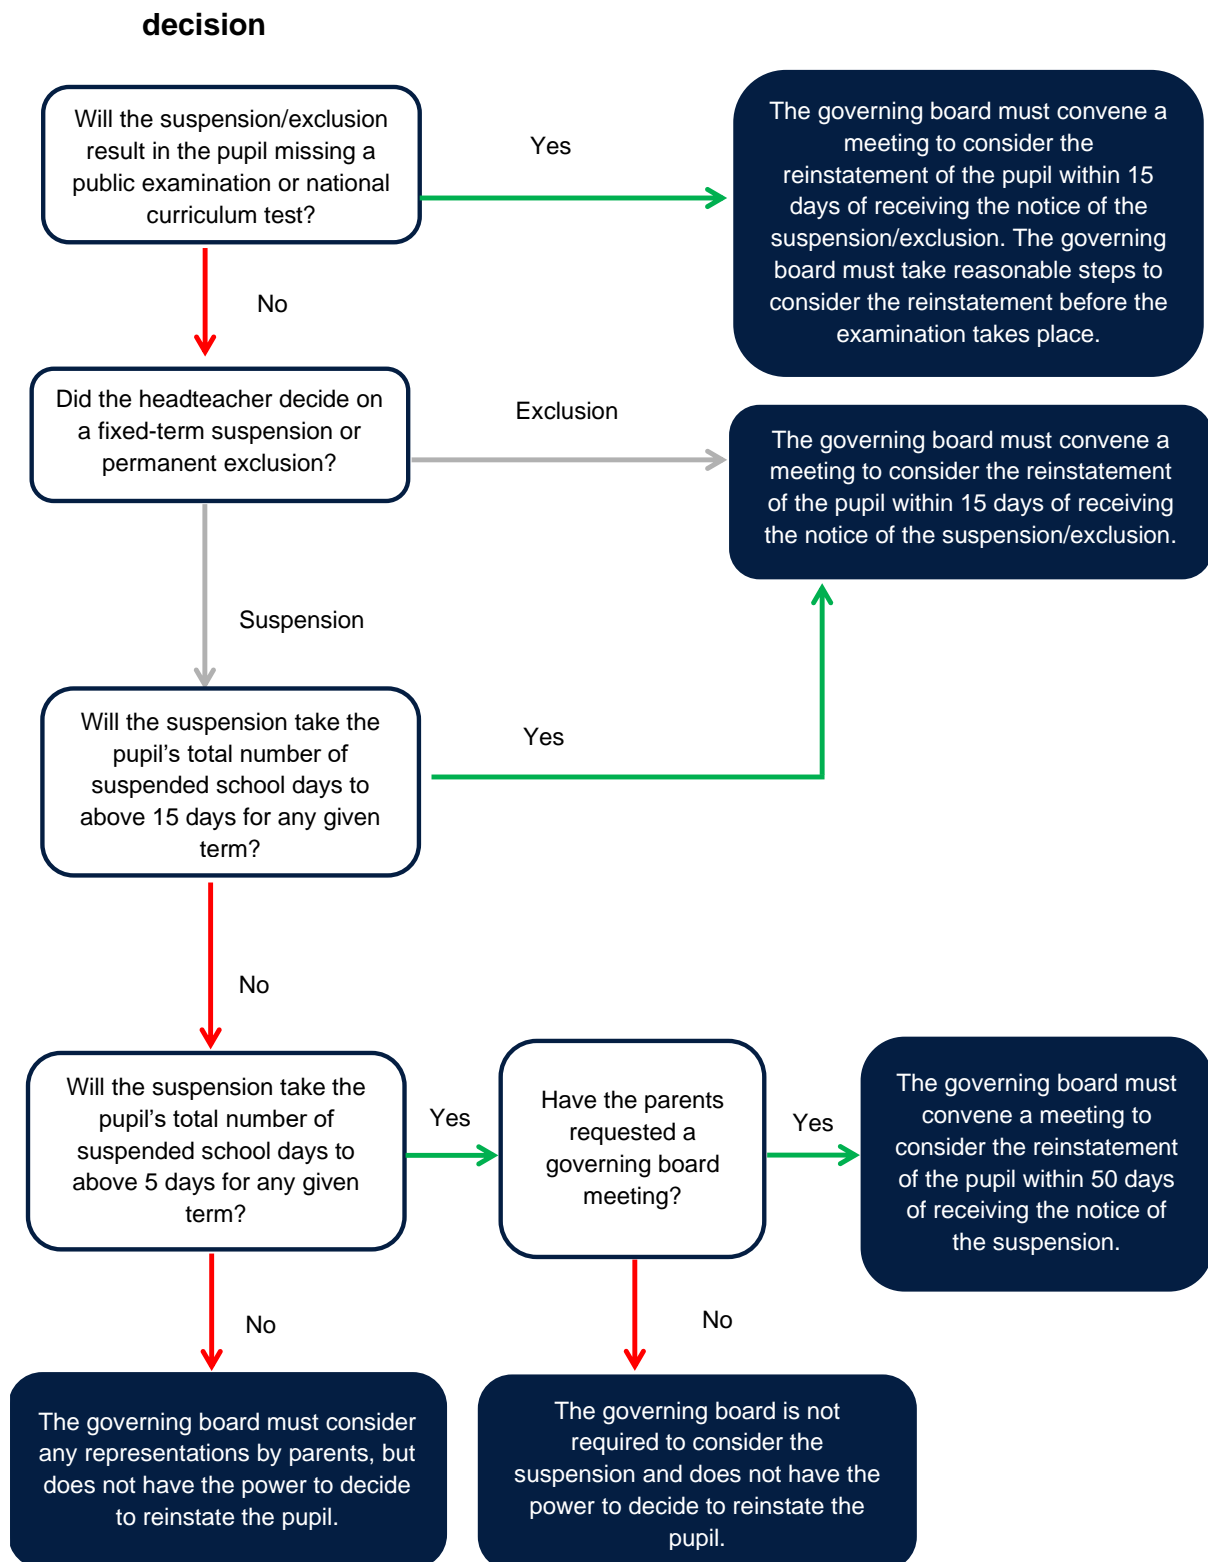 decision
Will the suspension/exclusion
result in the pupil missing a
public examination or national
curriculum test?
Yes
The governing board must convene a
meeting to consider the
reinstatement of the pupil within 15
days of receiving the notice of the
suspension/exclusion. The governing
board must take reasonable steps to
consider the reinstatement before the
examination takes place.
No
Did the headteacher decide on
a fixed-term suspension or
permanent exclusion?
Exclusion
The governing board must convene a
meeting to consider the reinstatement
of the pupil within 15 days of receiving
the notice of the suspension/exclusion.
Suspension
Will the suspension take the
pupil’s total number of
suspended school days to
above 15 days for any given
term?
Yes
No
Will the suspension take the
pupil’s total number of
suspended school days to
above 5 days for any given
term?
Yes
Have the parents
requested a
governing board
meeting?
Yes
The governing board must
convene a meeting to
consider the reinstatement
of the pupil within 50 days
of receiving the notice of
the suspension.
No
No
The governing board must consider
any representations by parents, but
does not have the power to decide
to reinstate the pupil.
The governing board is not
required to consider the
suspension and does not have the
power to decide to reinstate the
pupil.